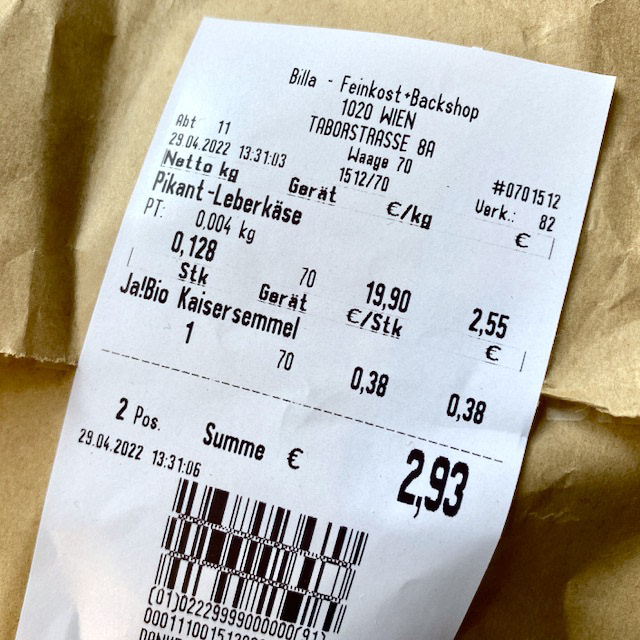 Billa - Feinkost+Backshop
1020 WIEN
TABORSTRASSE 8A
Abt 11 Waage 70 #0701512
29.04.2022 13:31:03 1512/70 Verk.: 82
Netto kg Gerät €/kg €
Pikant-Leberkäse
PT: 0.004 kg
0,128 70 19,90 2,55
Stk Gerät €/Stk €
Ja!Bio Kaisersemmel
1 70 0,38 0,38
2 Pos. Summe € 2,93
29.04.2022 13:31:06
(01)02229999000000(91)